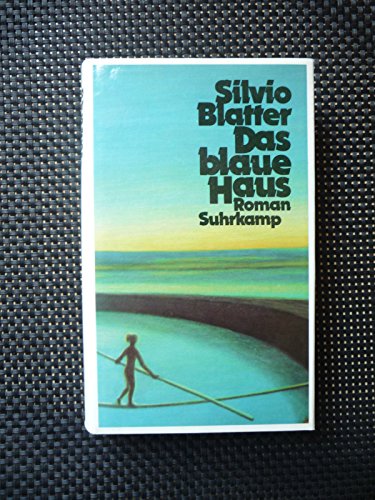 Silvio
Blatter
Das
blaue
Haus
Roman
Suhrkamp